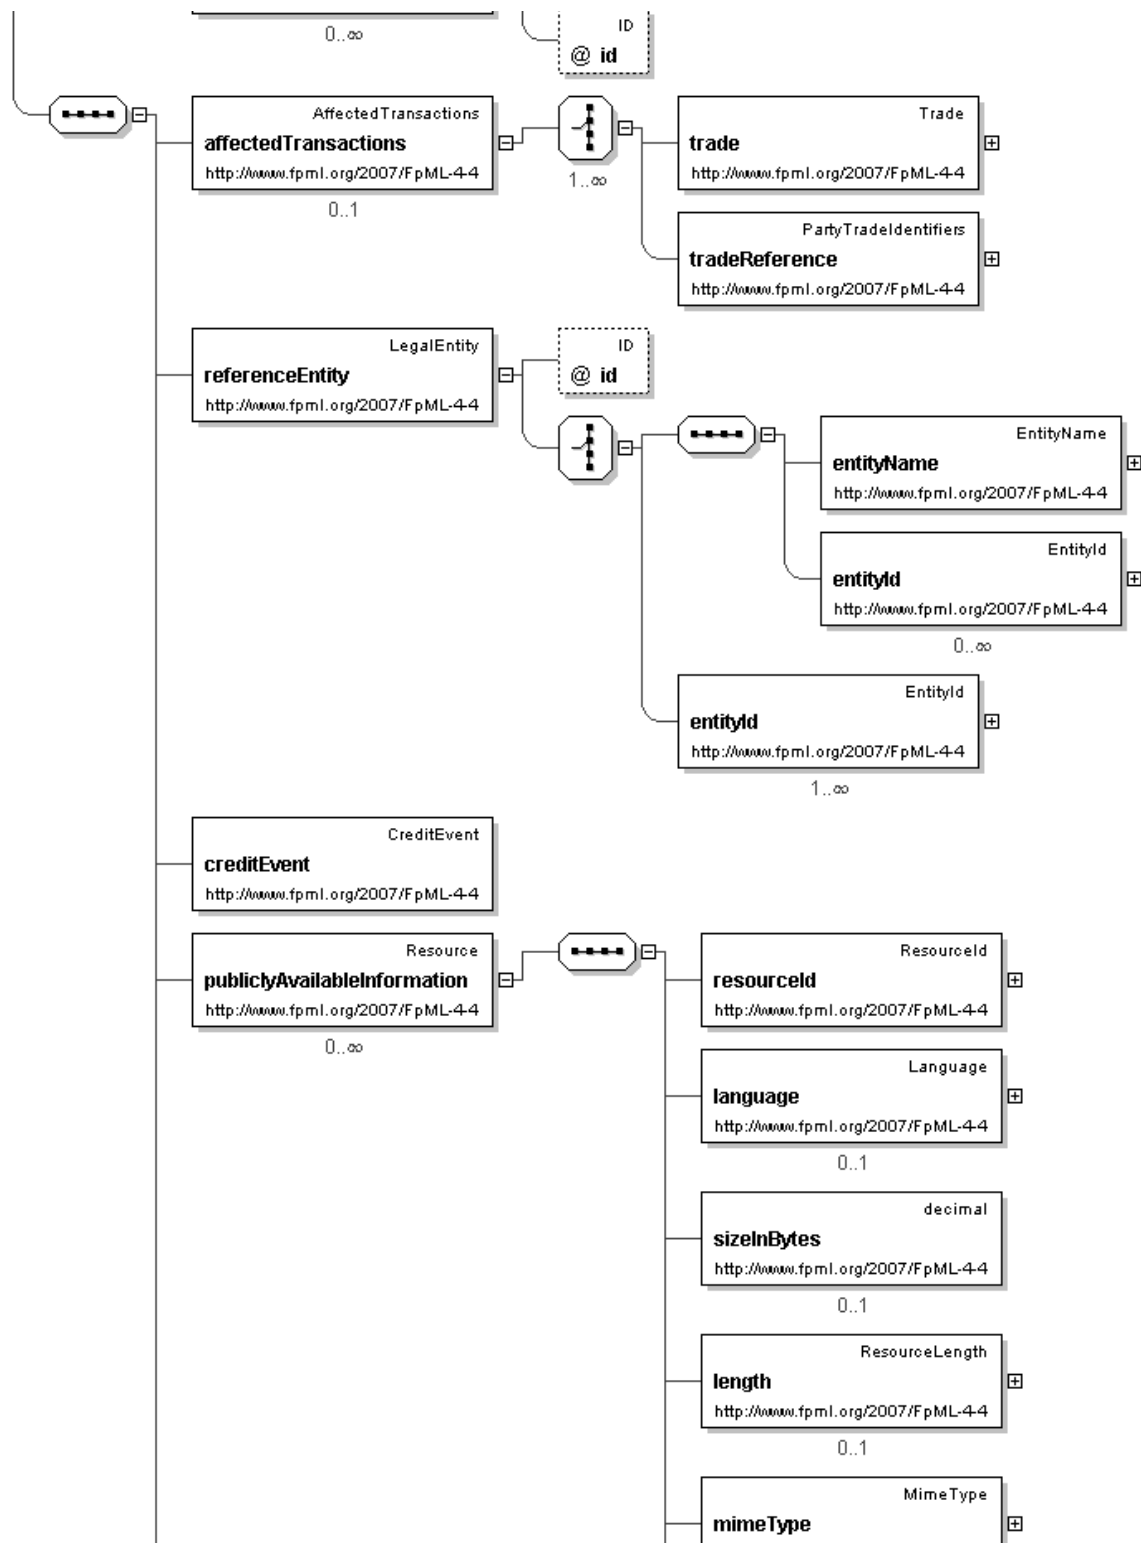 0..∞
ID
@ id
AffectedTransactions
affectedTransactions
http://www.fpml.org/2007/FpML-4-4
0..1
1..∞
Trade
trade
http://www.fpml.org/2007/FpML-4-4
PartyTradeIdentifiers
tradeReference
http://www.fpml.org/2007/FpML-4-4
LegalEntity
referenceEntity
http://www.fpml.org/2007/FpML-4-4
ID
@ id
EntityName
entityName
http://www.fpml.org/2007/FpML-4-4
EntityId
entityId
http://www.fpml.org/2007/FpML-4-4
0..∞
EntityId
entityId
http://www.fpml.org/2007/FpML-4-4
1..∞
CreditEvent
creditEvent
http://www.fpml.org/2007/FpML-4-4
Resource
publiclyAvailableInformation
http://www.fpml.org/2007/FpML-4-4
0..∞
ResourceId
resourceId
http://www.fpml.org/2007/FpML-4-4
Language
language
http://www.fpml.org/2007/FpML-4-4
0..1
decimal
sizeInBytes
http://www.fpml.org/2007/FpML-4-4
0..1
ResourceLength
length
http://www.fpml.org/2007/FpML-4-4
0..1
MimeType
mimeType